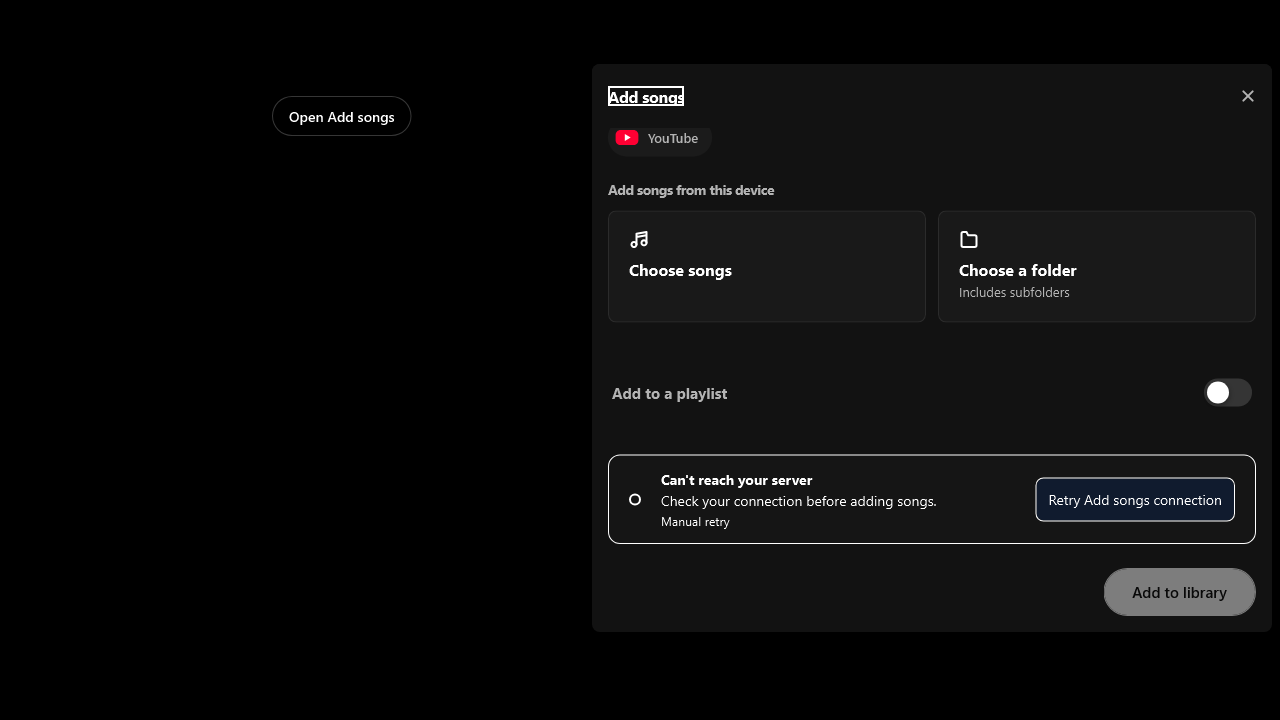 Add songs
Open Add songs
YouTube
Add songs from this device
Choose songs
Choose a folder
Includes subfolders
Add to a playlist
Can't reach your server
Check your connection before adding songs.
Manual retry
Retry Add songs connection
Add to library